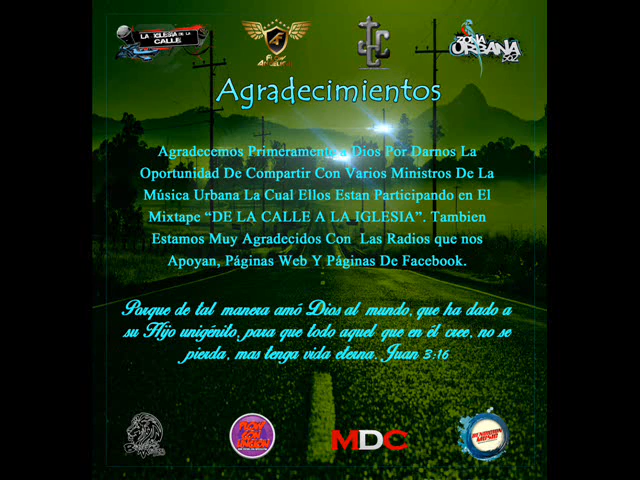 LA IGLESIA DE LA
CALLE
ZONA
URBANA
Agradecimientos
Agradecemos Primeramente a Dios Por Darnos La
Oportunidad De Compartir Con Varios Ministros De La
Música Urbana La Cual Ellos Estan Participando en El
Mixtape “DE LA CALLE A LA IGLESIA”. Tambien
Estamos Muy Agradecidos Con Las Radios que nos
Apoyan, Páginas Web Y Páginas De Facebook.
Porque de tal manera amó Dios al mundo, que ha dado a
su Hijo unigénito, para que todo aquel que en él cree, no se
pierda, mas tenga vida eterna. Juan 3:16
FLOW
CON
UNCION
MDC